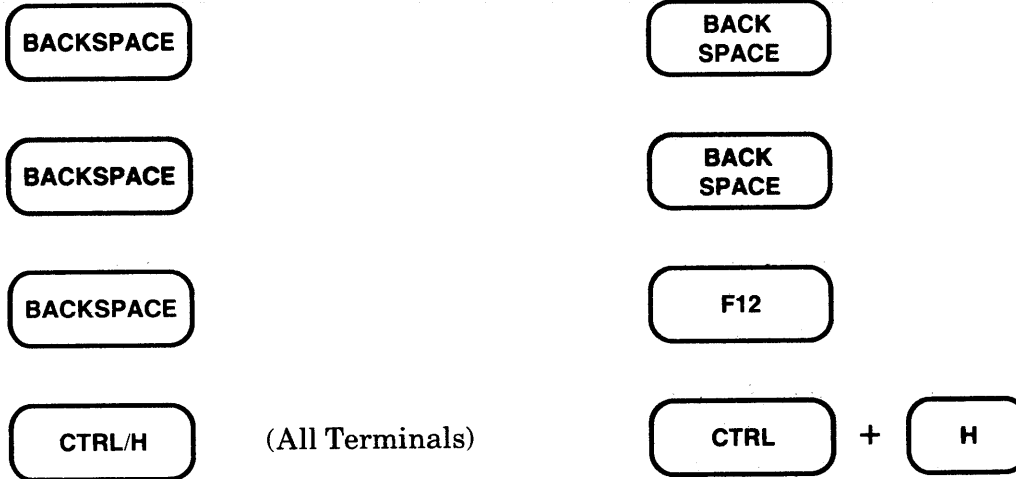 BACKSPACE
BACK
SPACE
BACKSPACE
BACK
SPACE
BACKSPACE
F12
CTRL/H (All Terminals) CTRL + H